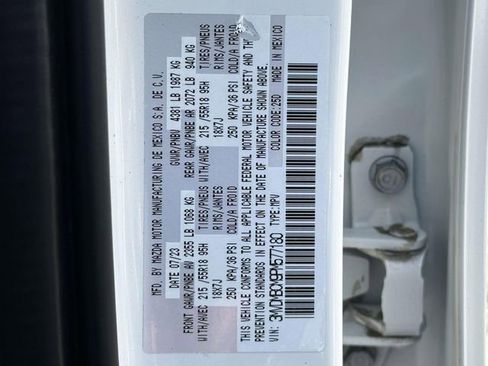 MFD. BY MAZDA MOTOR MANUFACTURING DE MEXICO S.A. DE C.V.
DATE: 07/23 GVWR/PNBV 4381 LB 1987 KG
FRONT GAWR/PNBE AV 2355 LB 1068 KG REAR GAWR/PNBE AR 2072 LB 940 KG
WITH/AVEC 215/55R18 95H TIRES/PNEUS WITH/AVEC 215/55R18 95H TIRES/PNEUS
18X7J RIMS/JANTES 18X7J RIMS/JANTES
250 KPA/36 PSI COLD/A FROID 250 KPA/36 PSI COLD/A FROID
THIS VEHICLE CONFORMS TO ALL APPLICABLE FEDERAL MOTOR VEHICLE SAFETY AND THEFT
PREVENTION STANDARDS IN EFFECT ON THE DATE OF MANUFACTURE SHOWN ABOVE.
VIN: 3MVDMBCM9PM577180 TYPE:MPV COLOR CODE:25D MADE IN MEXICO